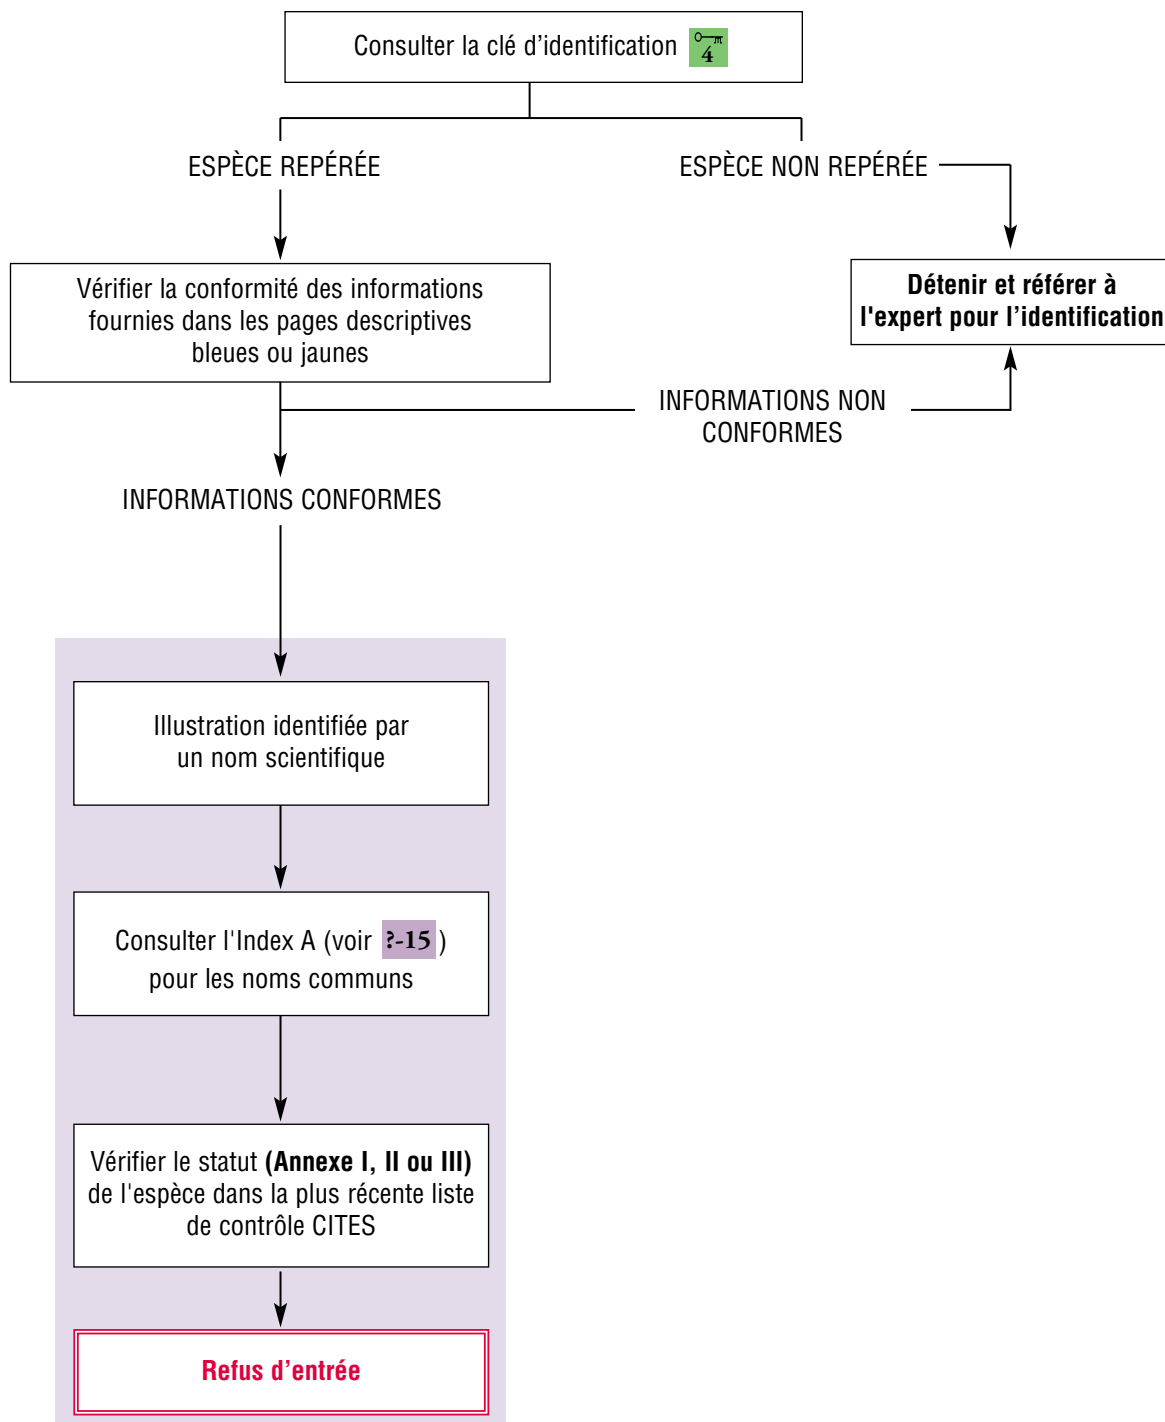 Consulter la clé d'identification 4
ESPÈCE REPÉRÉE
ESPÈCE NON REPÉRÉE
Vérifier la conformité des informations
fournies dans les pages descriptives
bleues ou jaunes
Détenir et référer à
l'expert pour l'identification
INFORMATIONS NON
CONFORMES
INFORMATIONS CONFORMES
Illustration identifiée par
un nom scientifique
Consulter l'Index A (voir ?-15 )
pour les noms communs
Vérifier le statut (Annexe I, II ou III)
de l'espèce dans la plus récente liste
de contrôle CITES
Refus d'entrée